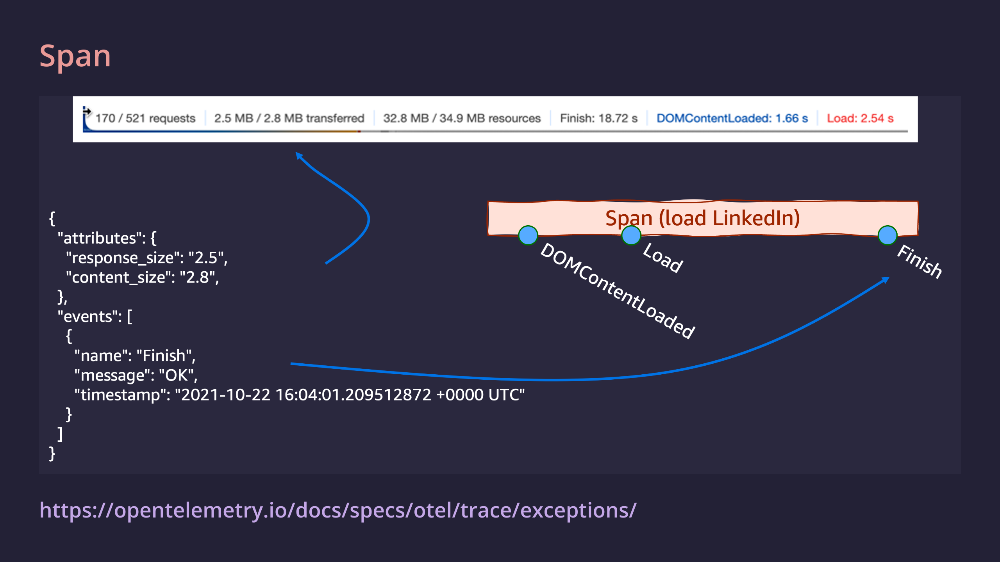 Span
170 / 521 requests 2.5 MB / 2.8 MB transferred 32.8 MB / 34.9 MB resources Finish: 18.72 s DOMContentLoaded: 1.66 s Load: 2.54 s
Span (load LinkedIn)
DOMContentLoaded
Load
Finish
{
"attributes": {
"response_size": "2.5",
"content_size": "2.8",
},
"events": [
{
"name": "Finish",
"message": "OK",
"timestamp": "2021-10-22 16:04:01.209512872 +0000 UTC"
}
]
}
https://opentelemetry.io/docs/specs/otel/trace/exceptions/